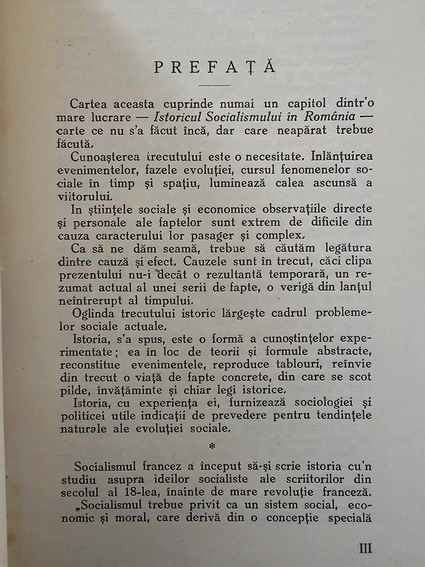 PREFAȚĂ
Cartea aceasta cuprinde numai un capitol dintr'o
mare lucrare — Istoricul Socialismului în România —
carte ce nu s'a făcut încă, dar care neapărat trebue
făcută.
Cunoașterea trecutului este o necesitate. Inlănțuirea
evenimentelor, fazele evoluției, cursul fenomenelor so-
ciale în timp și spațiu, luminează calea ascunsă a
viitorului.
In științele sociale și economice observațiile directe
și personale ale faptelor sunt extrem de dificile din
cauza caracterului lor pasager și complex.
Ca să ne dăm seamă, trebue să căutăm legătura
dintre cauză și efect. Cauzele sunt în trecut, căci clipa
prezentului nu-i decât o rezultantă temporară, un re-
zumat actual al unei serii de fapte, o verigă din lanțul
neîntrerupt al timpului.
Oglinda trecutului istoric lărgește cadrul probleme-
lor sociale actuale.
Istoria, s'a spus, este o formă a cunoștințelor expe-
rimentate; ea în loc de teorii și formule abstracte,
reconstitue evenimentele, reproduce tablouri, reînvie
din trecut o viață de fapte concrete, din care se scot
pilde, învățăminte și chiar legi istorice.
Istoria, cu experiența ei, furnizează sociologiei și
politicei utile indicații de prevedere pentru tendințele
naturale ale evoluției sociale.
*
Socialismul francez a început să-și scrie istoria cu'n
studiu asupra ideilor socialiste ale scriitorilor din
secolul al 18-lea, înainte de mare revoluție franceză.
„Socialismul trebue privit ca un sistem social, eco-
nomic și moral, care derivă din o concepție specială
III